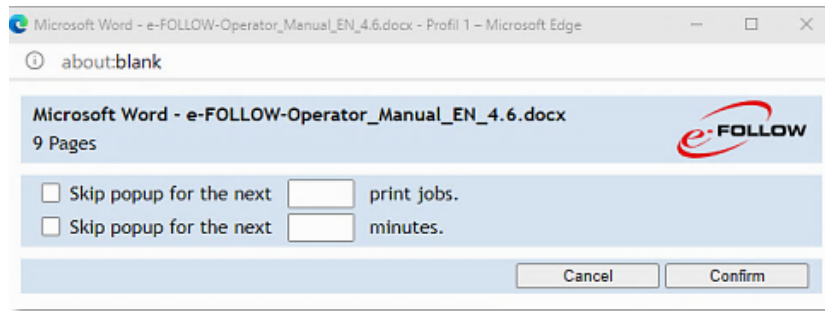 Microsoft Word - e-FOLLOW-Operator_Manual_EN_4.6.docx - Profil 1 – Microsoft Edge
about:blank
Microsoft Word - e-FOLLOW-Operator_Manual_EN_4.6.docx
9 Pages
e-FOLLOW
Skip popup for the next print jobs.
Skip popup for the next minutes.
Cancel Confirm